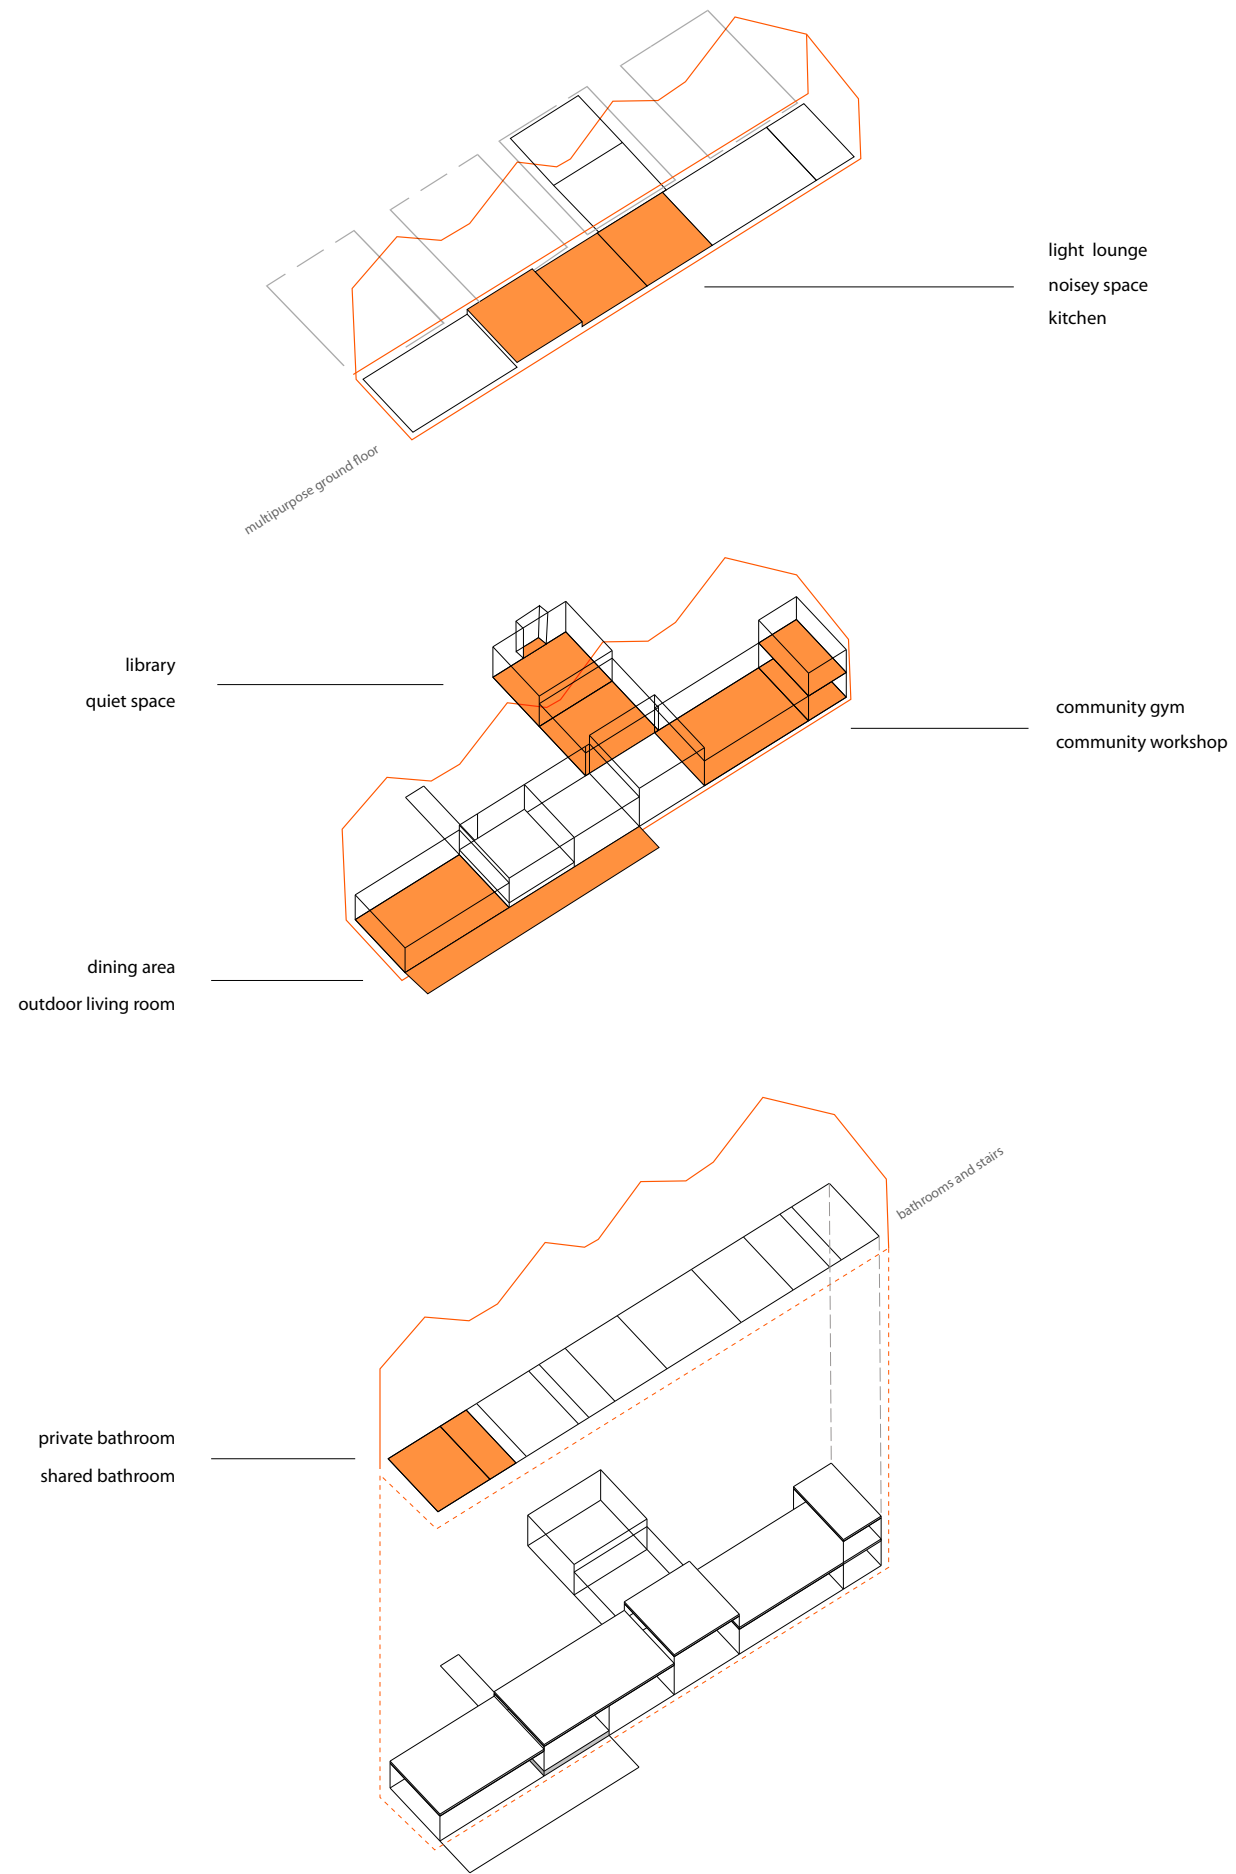 light lounge
noisey space
kitchen
multipurpose ground floor
library
quiet space
community gym
community workshop
dining area
outdoor living room
bathrooms and stairs
private bathroom
shared bathroom